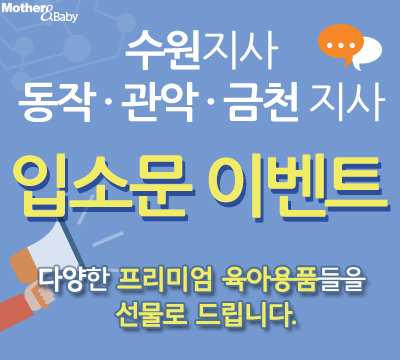 Mother&Baby
수원지사
동작·관악·금천 지사
입소문 이벤트
다양한 프리미엄 육아용품들을
선물로 드립니다.